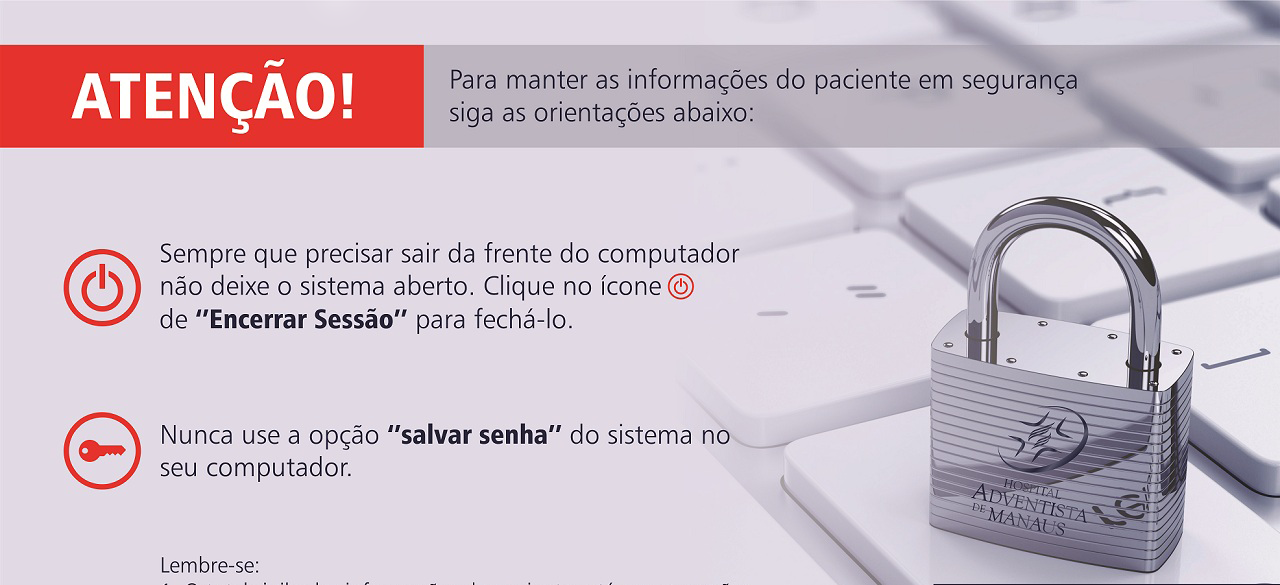 ATENÇÃO!
Para manter as informações do paciente em segurança
siga as orientações abaixo:
Sempre que precisar sair da frente do computador
não deixe o sistema aberto. Clique no ícone
de ‘’Encerrar Sessão’’ para fechá-lo.
Nunca use a opção ‘’salvar senha’’ do sistema no
seu computador.
HOSPITAL
ADVENTISTA
DE MANAUS
Lembre-se: